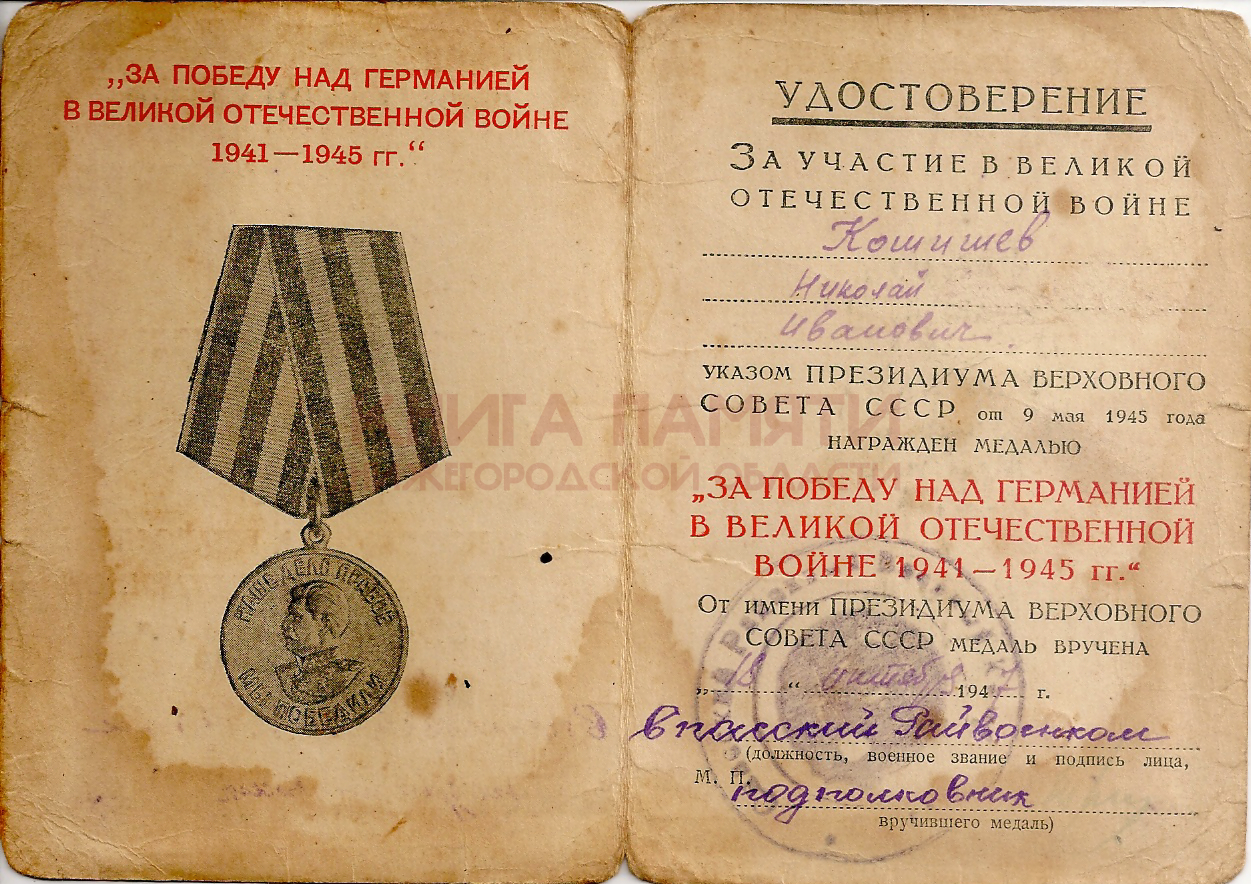 „ЗА ПОБЕДУ НАД ГЕРМАНИЕЙ
В ВЕЛИКОЙ ОТЕЧЕСТВЕННОЙ ВОЙНЕ
1941—1945 гг.“
НАШЕ ДЕЛО ПРАВОЕ
МЫ ПОБЕДИЛИ
КНИГА ПАМЯТИ
НИЖЕГОРОДСКОЙ ОБЛАСТИ
УДОСТОВЕРЕНИЕ
ЗА УЧАСТИЕ В ВЕЛИКОЙ
ОТЕЧЕСТВЕННОЙ ВОЙНЕ
Николай
Иванович
УКАЗОМ ПРЕЗИДИУМА ВЕРХОВНОГО
СОВЕТА СССР от 9 мая 1945 года
НАГРАЖДЕН МЕДАЛЬЮ
„ЗА ПОБЕДУ НАД ГЕРМАНИЕЙ
В ВЕЛИКОЙ ОТЕЧЕСТВЕННОЙ
ВОЙНЕ 1941—1945 гг.“
ОТ ИМЕНИ ПРЕЗИДИУМА ВЕРХОВНОГО
СОВЕТА СССР МЕДАЛЬ ВРУЧЕНА
„18“ октября 1947 г.
Райвоенком
(должность, военное звание и подпись лица,
М. П.
подполковник
вручившего медаль)